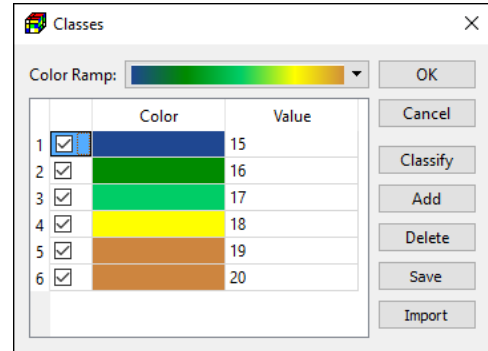 Classes
Color Ramp:
OK
Color Value
Cancel
1 15
2 16
Classify
3 17
Add
4 18
Delete
5 19
6 20
Save
Import